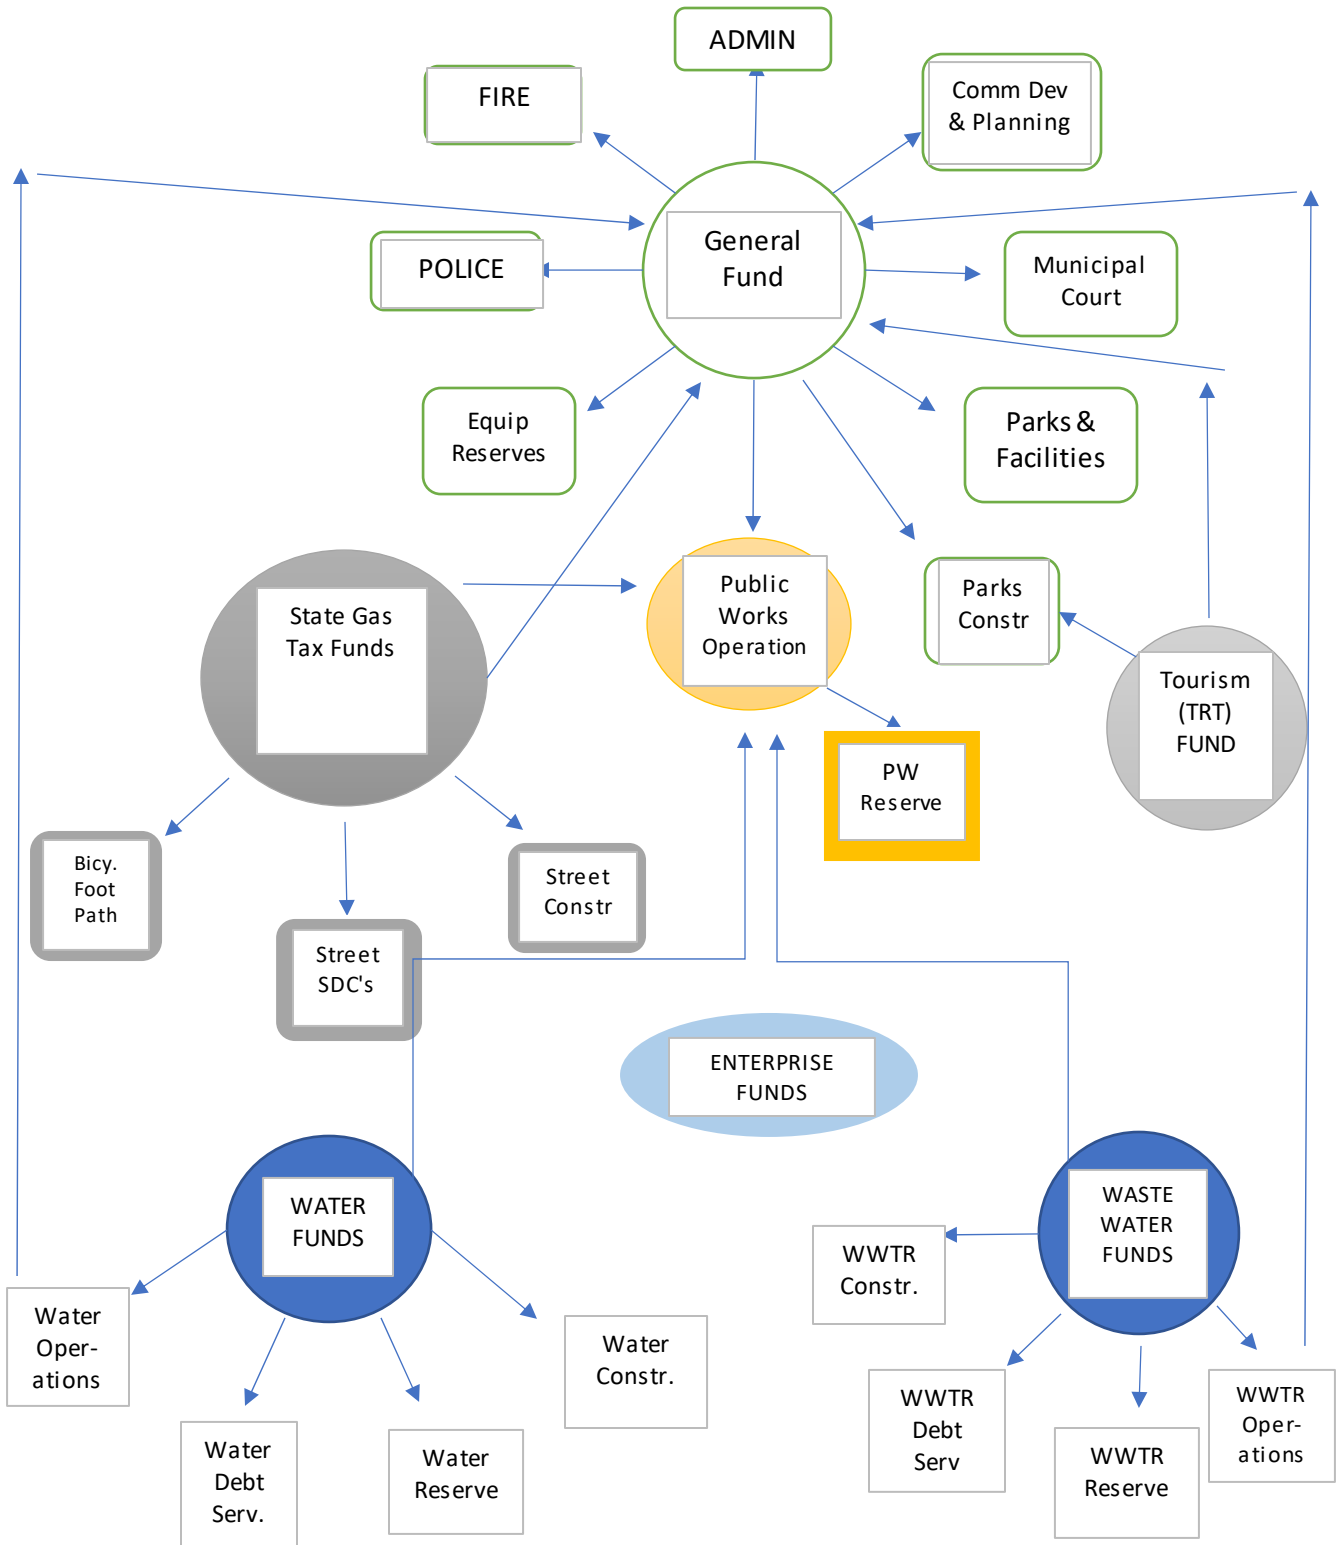 ADMIN
FIRE
Comm Dev
& Planning
General
Fund
POLICE
Municipal
Court
Equip
Reserves
Parks &
Facilities
State Gas
Tax Funds
Public
Works
Operation
Parks
Constr
Tourism
(TRT)
FUND
PW
Reserve
Bicy.
Foot
Path
Street
Constr
Street
SDC's
ENTERPRISE
FUNDS
WATER
FUNDS
WASTE
WATER
FUNDS
WWTR
Constr.
Water
Oper-
ations
Water
Constr.
WWTR
Debt
Serv
WWTR
Oper-
ations
Water
Debt
Serv.
Water
Reserve
WWTR
Reserve